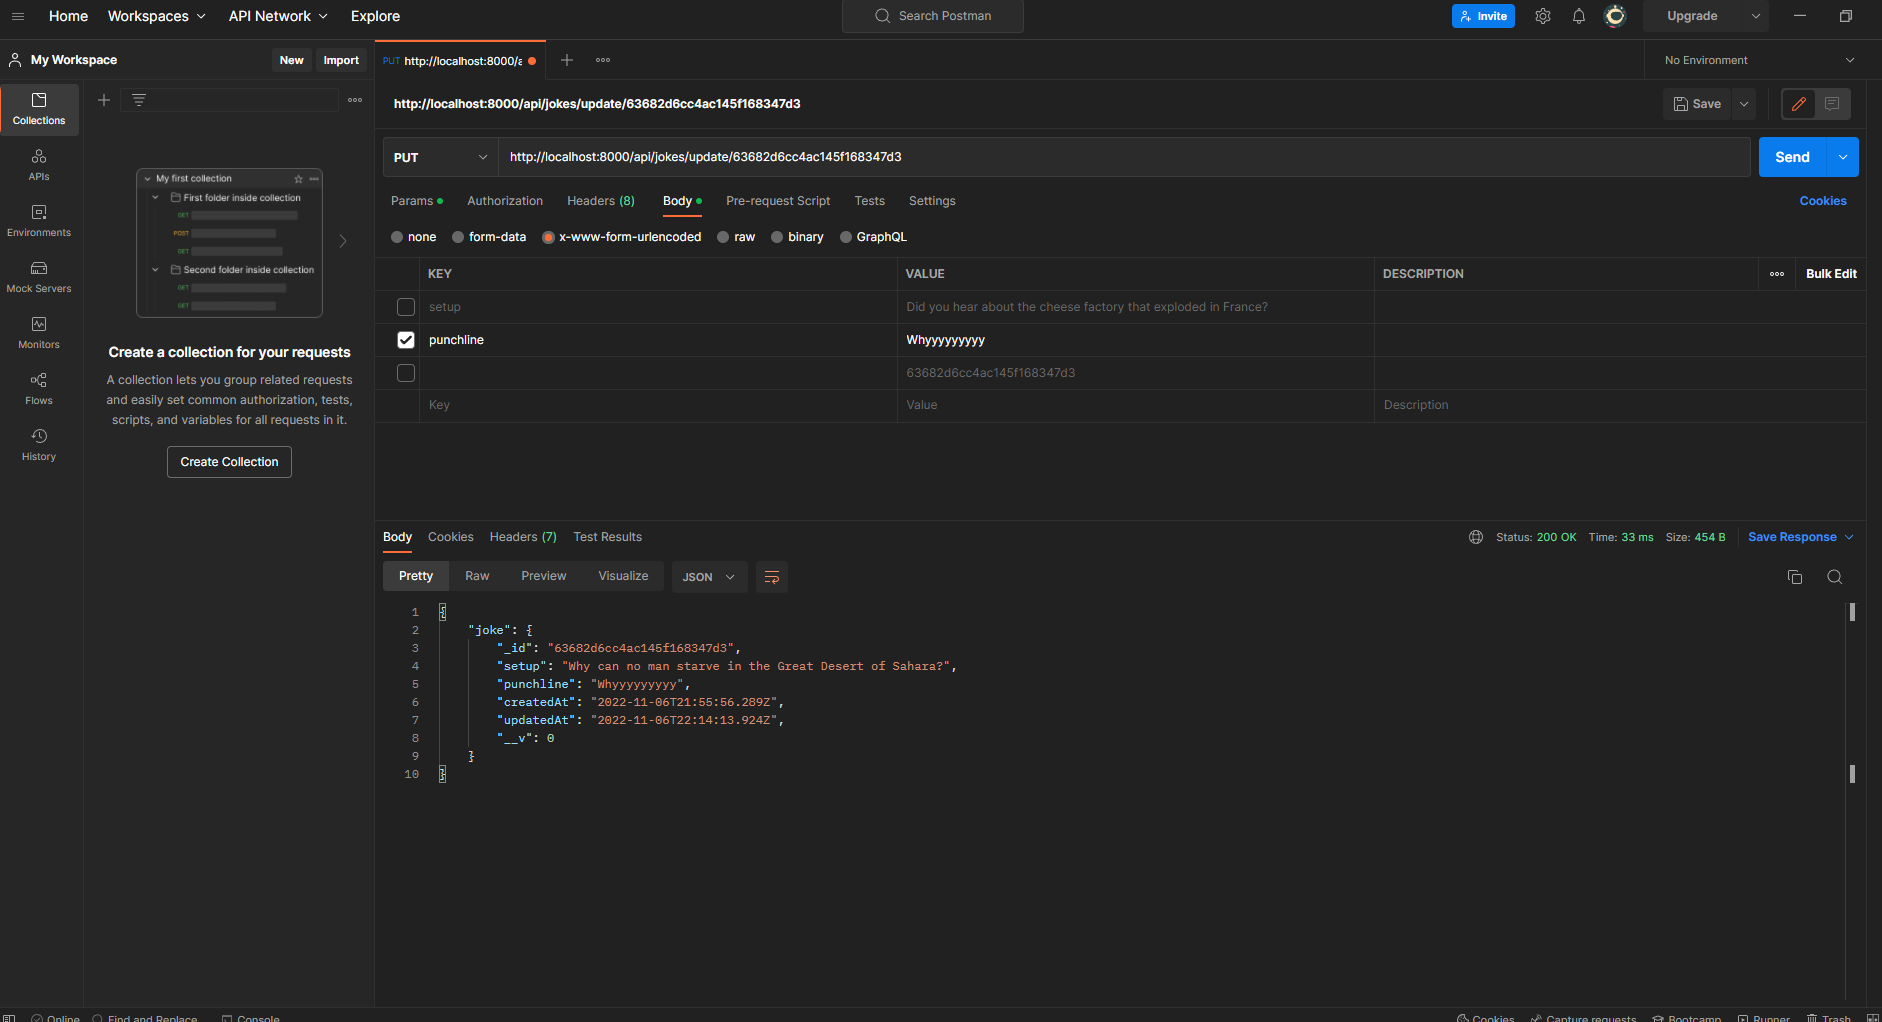 Home Workspaces API Network Explore Search Postman Invite Upgrade
My Workspace New Import PUT http://localhost:8000/a No Environment
Collections
APIs
Environments
Mock Servers
Monitors
Flows
History
My first collection
First folder inside collection
GET
POST
GET
Second folder inside collection
GET
GET
Create a collection for your requests
A collection lets you group related requests
and easily set common authorization, tests,
scripts, and variables for all requests in it.
Create Collection
http://localhost:8000/api/jokes/update/63682d6cc4ac145f168347d3 Save
PUT http://localhost:8000/api/jokes/update/63682d6cc4ac145f168347d3 Send
Params Authorization Headers (8) Body Pre-request Script Tests Settings Cookies
none form-data x-www-form-urlencoded raw binary GraphQL
KEY VALUE DESCRIPTION Bulk Edit
setup Did you hear about the cheese factory that exploded in France?
punchline Whyyyyyyyyy
63682d6cc4ac145f168347d3
Key Value Description
Body Cookies Headers (7) Test Results Status: 200 OK Time: 33 ms Size: 454 B Save Response
Pretty Raw Preview Visualize JSON
1 {
2 "joke": {
3 "_id": "63682d6cc4ac145f168347d3",
4 "setup": "Why can no man starve in the Great Desert of Sahara?",
5 "punchline": "Whyyyyyyyyy",
6 "createdAt": "2022-11-06T21:55:56.289Z",
7 "updatedAt": "2022-11-06T22:14:13.924Z",
8 "__v": 0
9 }
10 }
Online Find and Replace Console Cookies Capture requests Bootcamp Runner Trash